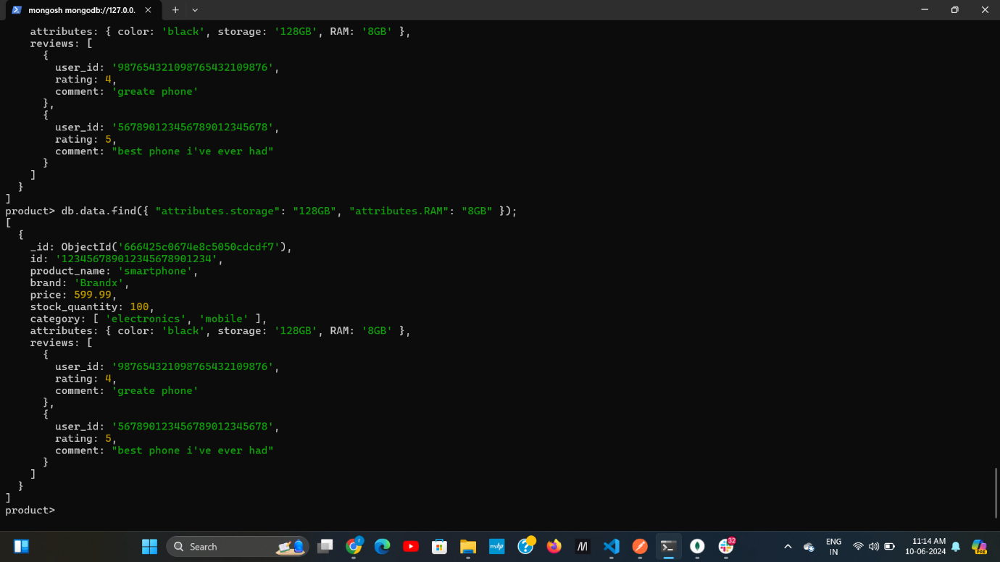 mongosh mongodb://127.0.0.
attributes: { color: 'black', storage: '128GB', RAM: '8GB' },
reviews: [
{
user_id: '987654321098765432109876',
rating: 4,
comment: 'greate phone'
},
{
user_id: '567890123456789012345678',
rating: 5,
comment: "best phone i've ever had"
}
]
}
]
product> db.data.find({ "attributes.storage": "128GB", "attributes.RAM": "8GB" });
[
{
_id: ObjectId('666425c0674e8c5050cdcdf7'),
id: '123456789012345678901234',
product_name: 'smartphone',
brand: 'Brandx',
price: 599.99,
stock_quantity: 100,
category: [ 'electronics', 'mobile' ],
attributes: { color: 'black', storage: '128GB', RAM: '8GB' },
reviews: [
{
user_id: '987654321098765432109876',
rating: 4,
comment: 'greate phone'
},
{
user_id: '567890123456789012345678',
rating: 5,
comment: "best phone i've ever had"
}
]
}
]
product>
Search
myhp
M
32
ENG
IN
11:14 AM
10-06-2024
PRE